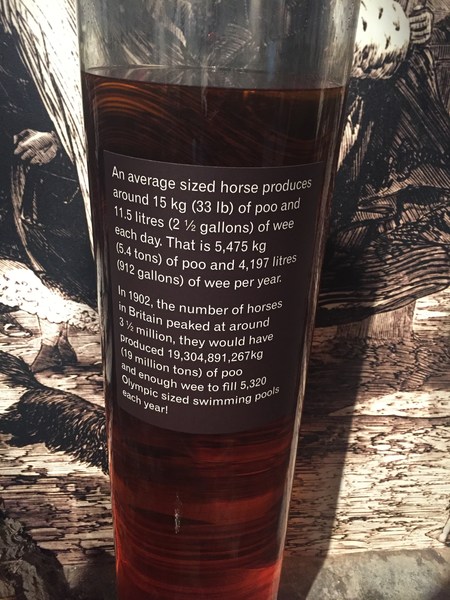 An average sized horse produces
around 15 kg (33 lb) of poo and
11.5 litres (2 ½ gallons) of wee
each day. That is 5,475 kg
(5.4 tons) of poo and 4,197 litres
(912 gallons) of wee per year.
In 1902, the number of horses
in Britain peaked at around
3 ½ million, they would have
produced 19,304,891,267kg
(19 million tons) of poo
and enough wee to fill 5,320
Olympic sized swimming pools
each year!